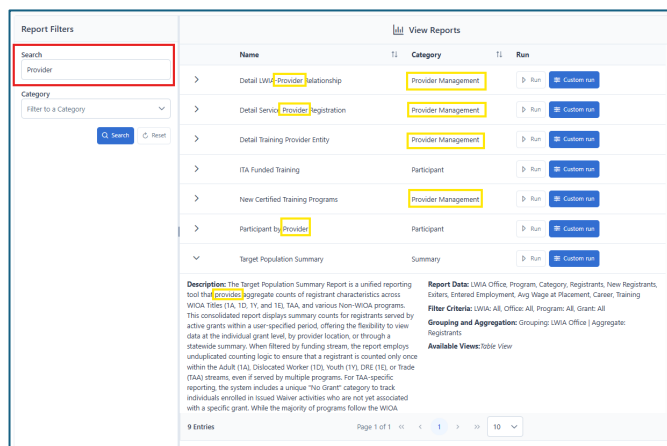 Report Filters
View Reports
Search
Provider
Category
Filter to a Category
Search
Reset
Name
Category
Run
Detail LWIA-Provider Relationship
Provider Management
Run
Custom run
Detail Service Provider Registration
Provider Management
Run
Custom run
Detail Training Provider Entity
Provider Management
Run
Custom run
ITA Funded Training
Participant
Run
Custom run
New Certified Training Programs
Provider Management
Run
Custom run
Participant by Provider
Participant
Run
Custom run
Target Population Summary
Summary
Run
Custom run
Description: The Target Population Summary Report is a unified reporting
tool that provides aggregate counts of registrant characteristics across
WIOA Titles (1A, 1D, 1Y, and 1E), TAA, and various Non-WIOA programs.
This consolidated report displays summary counts for registrants served by
active grants within a user-specified period, offering the flexibility to view
data at the individual grant level, by provider location, or through a
statewide summary. When filtered by funding stream, the report employs
unduplicated counting logic to ensure that a registrant is counted only once
within the Adult (1A), Dislocated Worker (1D), Youth (1Y), DRE (1E), or Trade
(TAA) streams, even if served by multiple programs. For TAA-specific
reporting, the system includes a unique "No Grant" category to track
individuals enrolled in Issued Waiver activities who are not yet associated
with a specific grant. While the majority of programs follow the WIOA
Report Data: LWIA Office, Program, Category, Registrants, New Registrants,
Exiters, Entered Employment, Avg Wage at Placement, Career, Training
Filter Criteria: LWIA: All, Office: All, Program: All, Grant: All
Grouping and Aggregation: Grouping: LWIA Office | Aggregate:
Registrants
Available Views:Table View
9 Entries
Page 1 of 1
1
10